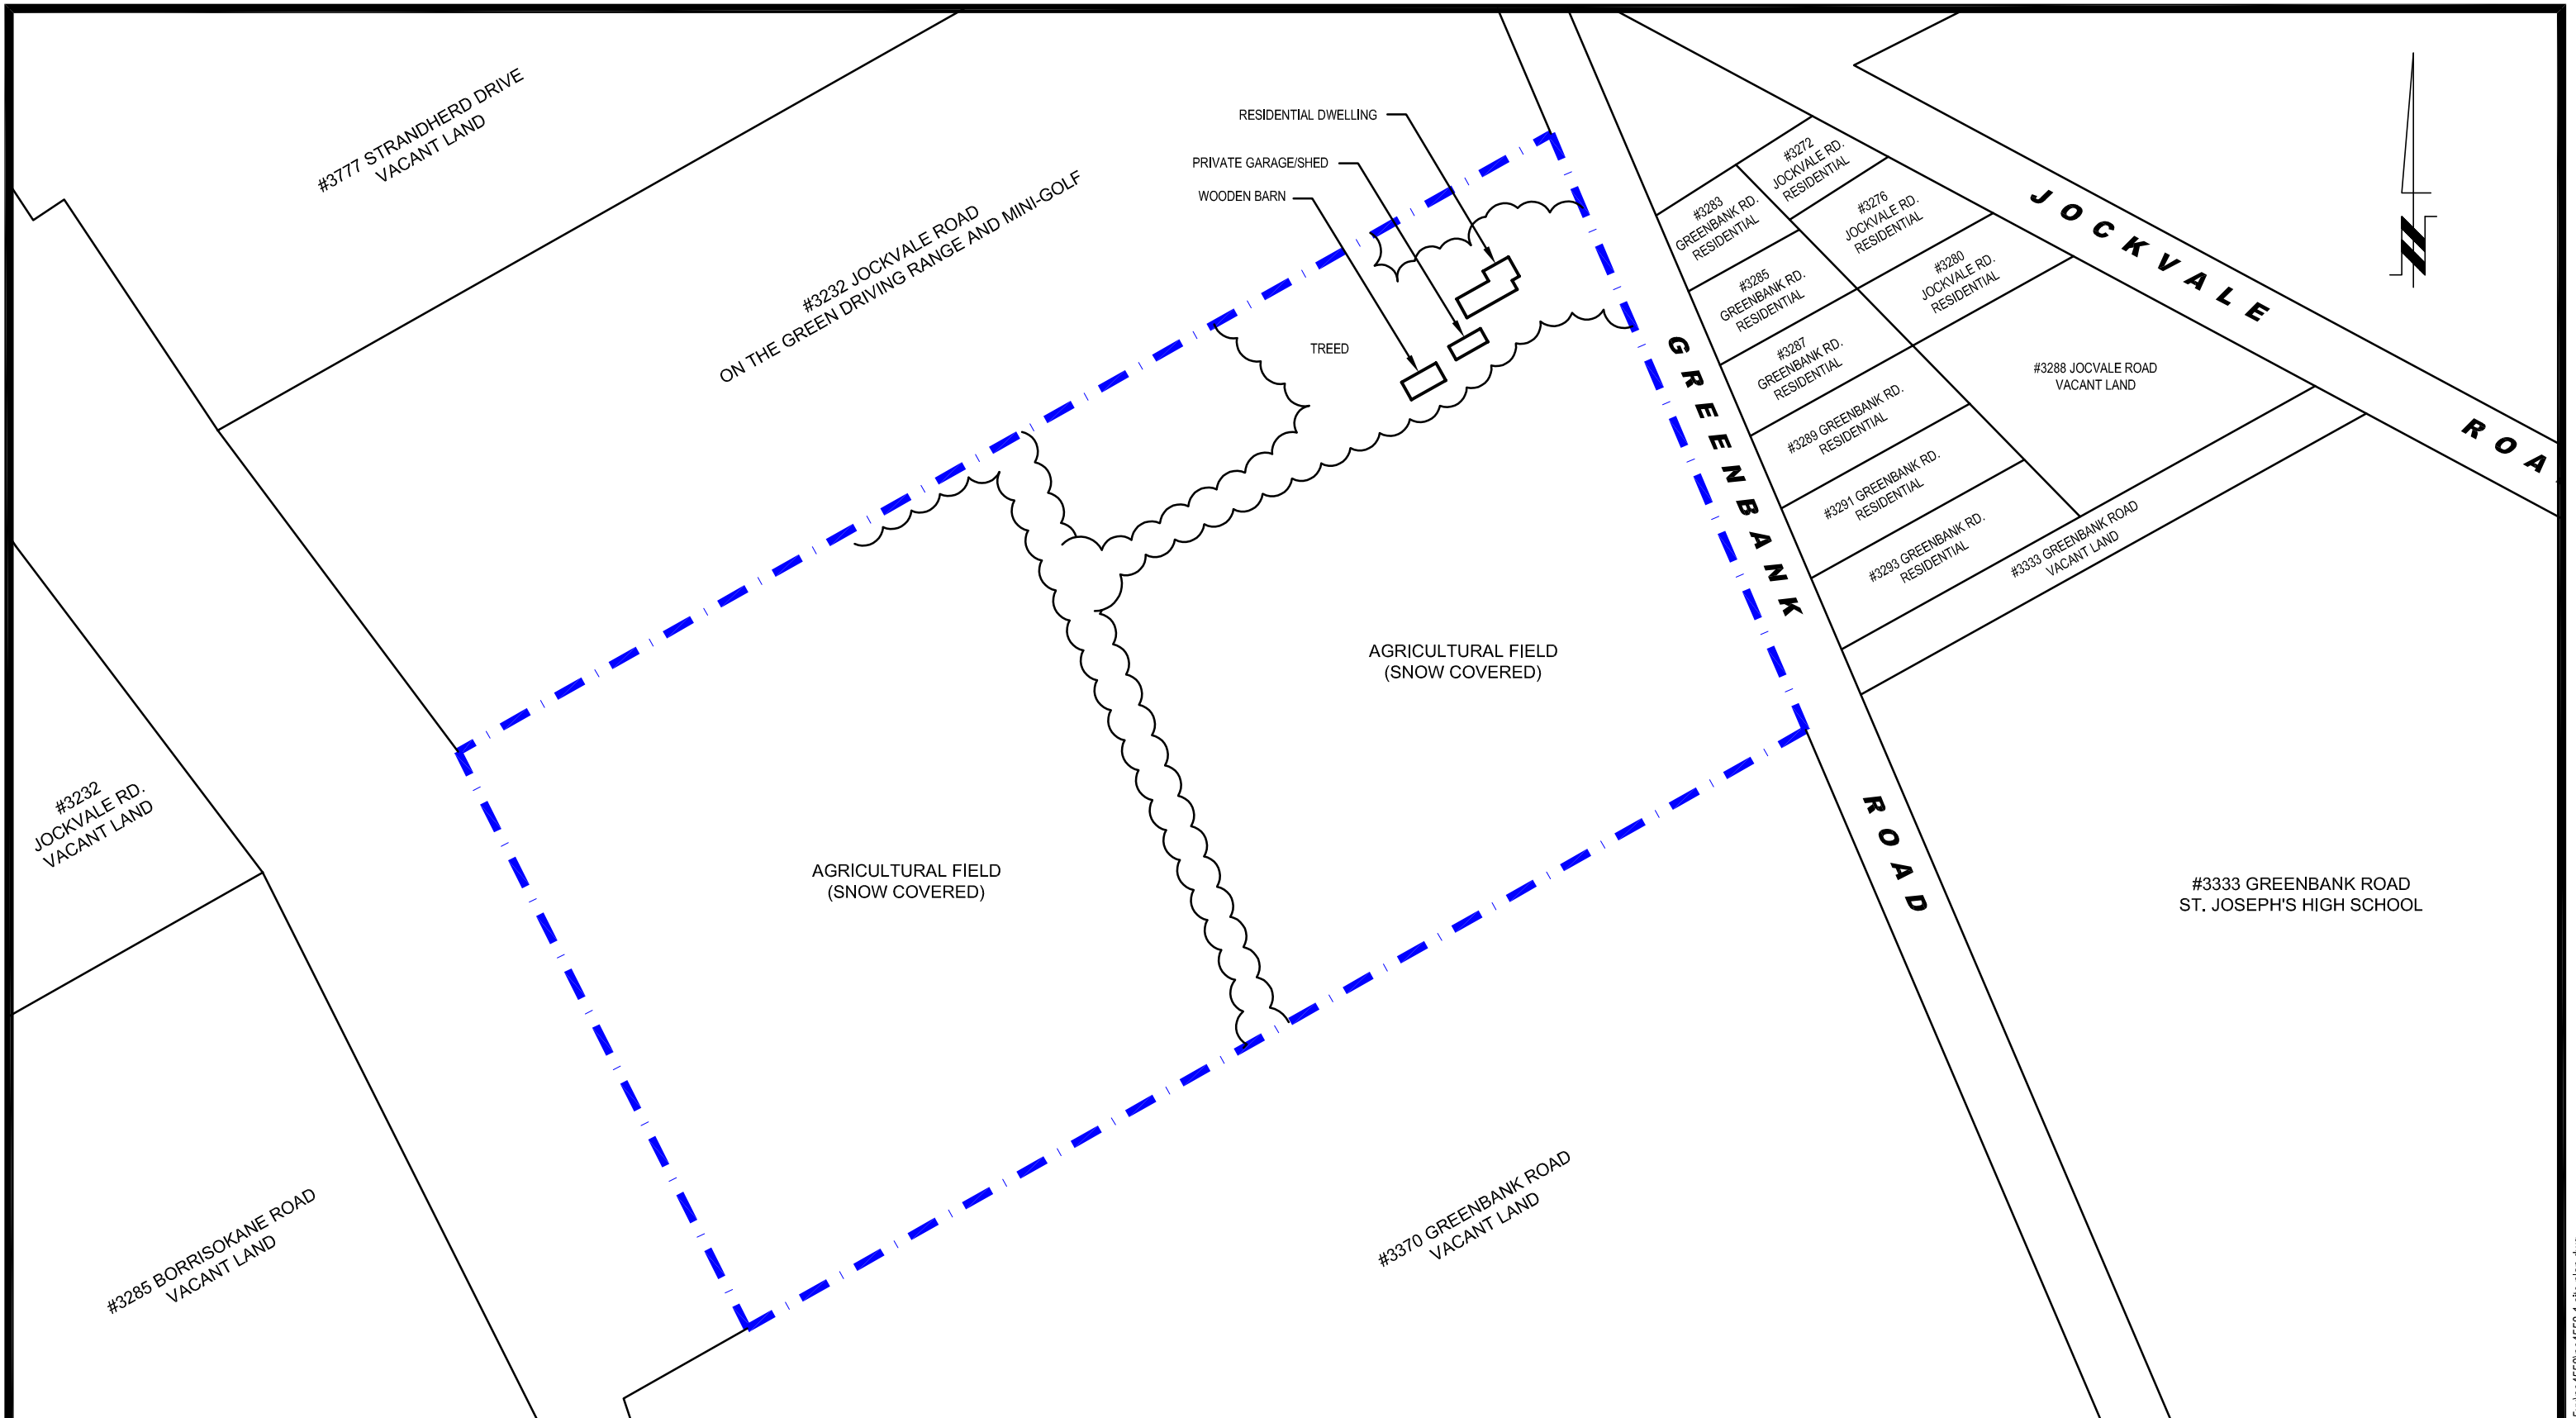 #3777 STRANDHERD DRIVE
VACANT LAND
#3232 JOCKVALE ROAD
ON THE GREEN DRIVING RANGE AND MINI-GOLF
RESIDENTIAL DWELLING
PRIVATE GARAGE/SHED
WOODEN BARN
TREED
#3272
JOCKVALE RD.
RESIDENTIAL
#3283
GREENBANK RD.
RESIDENTIAL
#3276
JOCKVALE RD.
RESIDENTIAL
#3285
GREENBANK RD.
RESIDENTIAL
#3280
JOCKVALE RD.
RESIDENTIAL
#3287
GREENBANK RD.
RESIDENTIAL
#3288 JOCVALE ROAD
VACANT LAND
#3289 GREENBANK RD.
RESIDENTIAL
#3291 GREENBANK RD.
RESIDENTIAL
#3293 GREENBANK RD.
RESIDENTIAL
#3333 GREENBANK ROAD
VACANT LAND
JOCKVALE
GREENBANK ROAD
AGRICULTURAL FIELD
(SNOW COVERED)
AGRICULTURAL FIELD
(SNOW COVERED)
#3232
JOCKVALE RD.
VACANT LAND
#3333 GREENBANK ROAD
ST. JOSEPH'S HIGH SCHOOL
#3285 BORRISOKANE ROAD
VACANT LAND
#3370 GREENBANK ROAD
VACANT LAND